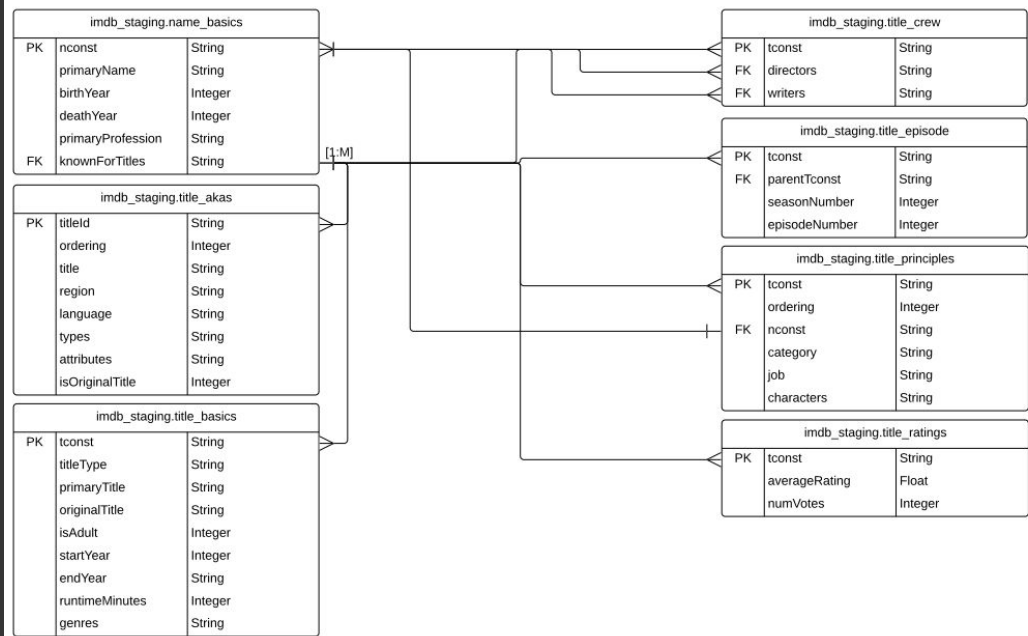 imdb_staging.name_basics
PK nconst String
primaryName String
birthYear Integer
deathYear Integer
primaryProfession String
FK knownForTitles String
[1:M]
imdb_staging.title_akas
PK titleId String
ordering Integer
title String
region String
language String
types String
attributes String
isOriginalTitle Integer
imdb_staging.title_basics
PK tconst String
titleType String
primaryTitle String
originalTitle String
isAdult Integer
startYear Integer
endYear String
runtimeMinutes Integer
genres String
imdb_staging.title_crew
PK tconst String
FK directors String
FK writers String
imdb_staging.title_episode
PK tconst String
FK parentTconst String
seasonNumber Integer
episodeNumber Integer
imdb_staging.title_principles
PK tconst String
ordering Integer
FK nconst String
category String
job String
characters String
imdb_staging.title_ratings
PK tconst String
averageRating Float
numVotes Integer